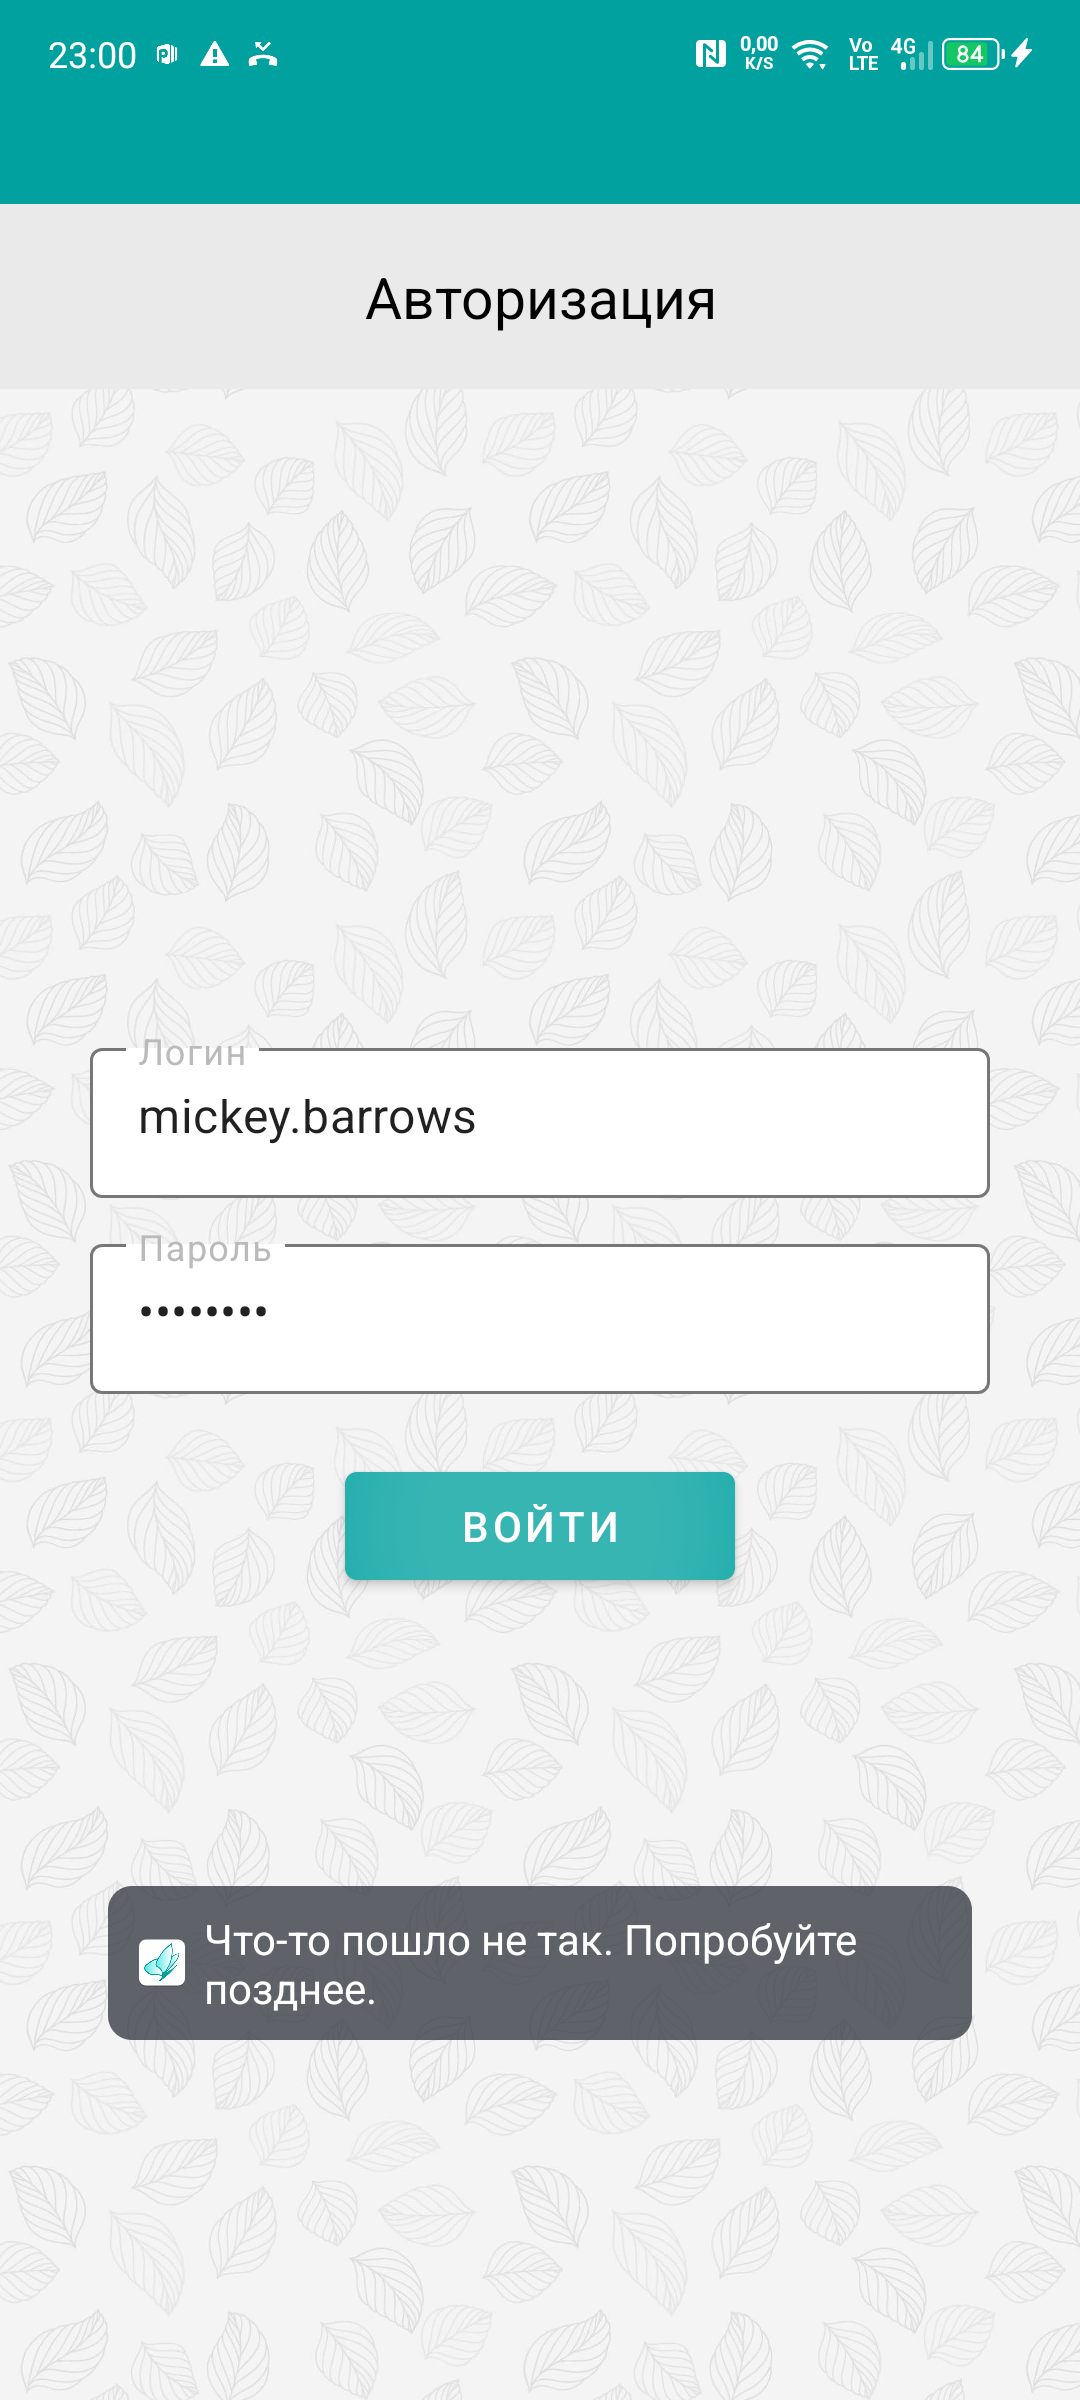 23:00
0,00
K/S
Vo
LTE
4G
84
Авторизация
Логин
mickey.barrows
Пароль
••••••••
ВОЙТИ
Что-то пошло не так. Попробуйте
позднее.